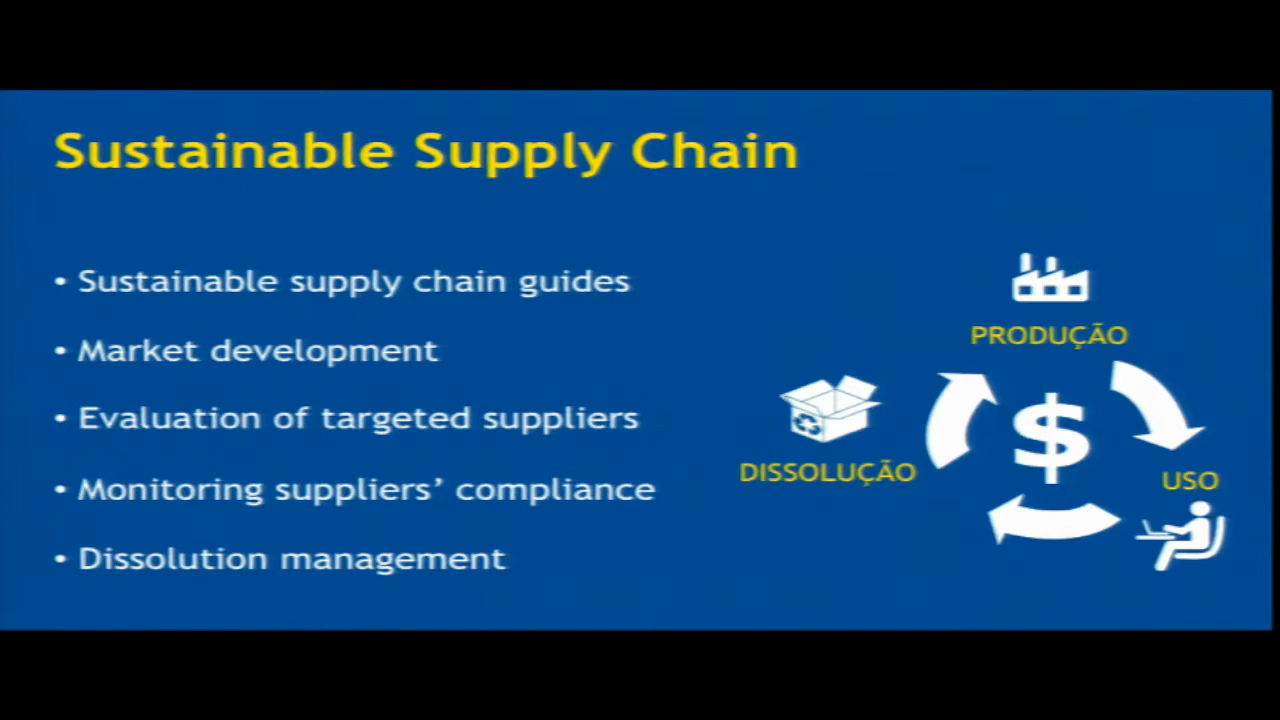 Sustainable Supply Chain
• Sustainable supply chain guides
• Market development
• Evaluation of targeted suppliers
• Monitoring suppliers’ compliance
• Dissolution management
PRODUÇÃO
$
DISSOLUÇÃO
USO